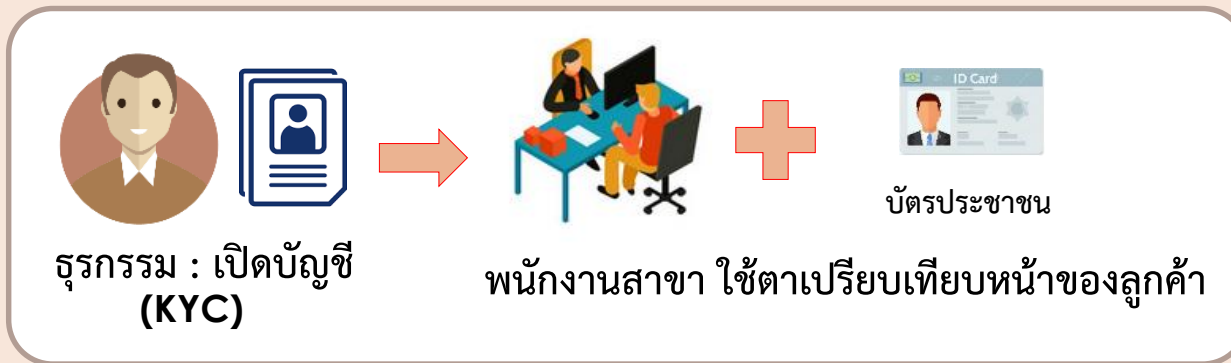 ID Card
บัตรประชาชน
ธุรกรรม : เปิดบัญชี
(KYC)
พนักงานสาขา ใช้ตาเปรียบเทียบหน้าของลูกค้า